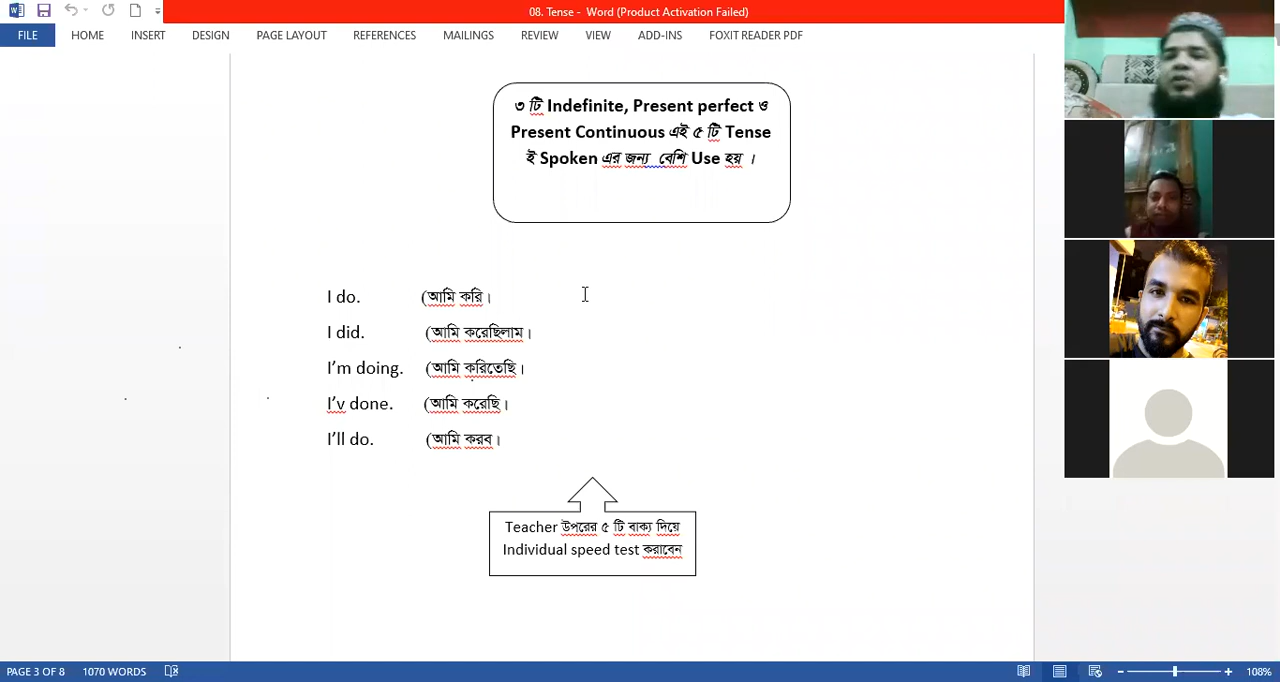 08. Tense - Word (Product Activation Failed)
FILE HOME INSERT DESIGN PAGE LAYOUT REFERENCES MAILINGS REVIEW VIEW ADD-INS FOXIT READER PDF
৩ টি Indefinite, Present perfect ও
Present Continuous এই ৫ টি Tense
ই Spoken এর জন্য বেশি Use হয় ।
I do. (আমি করি।
I did. (আমি করেছিলাম।
I'm doing. (আমি করিতেছি।
I'v done. (আমি করেছি।
I'll do. (আমি করব।
Teacher উপরের ৫ টি বাক্য দিয়ে
Individual speed test করাবেন
PAGE 3 OF 8 1070 WORDS 108%